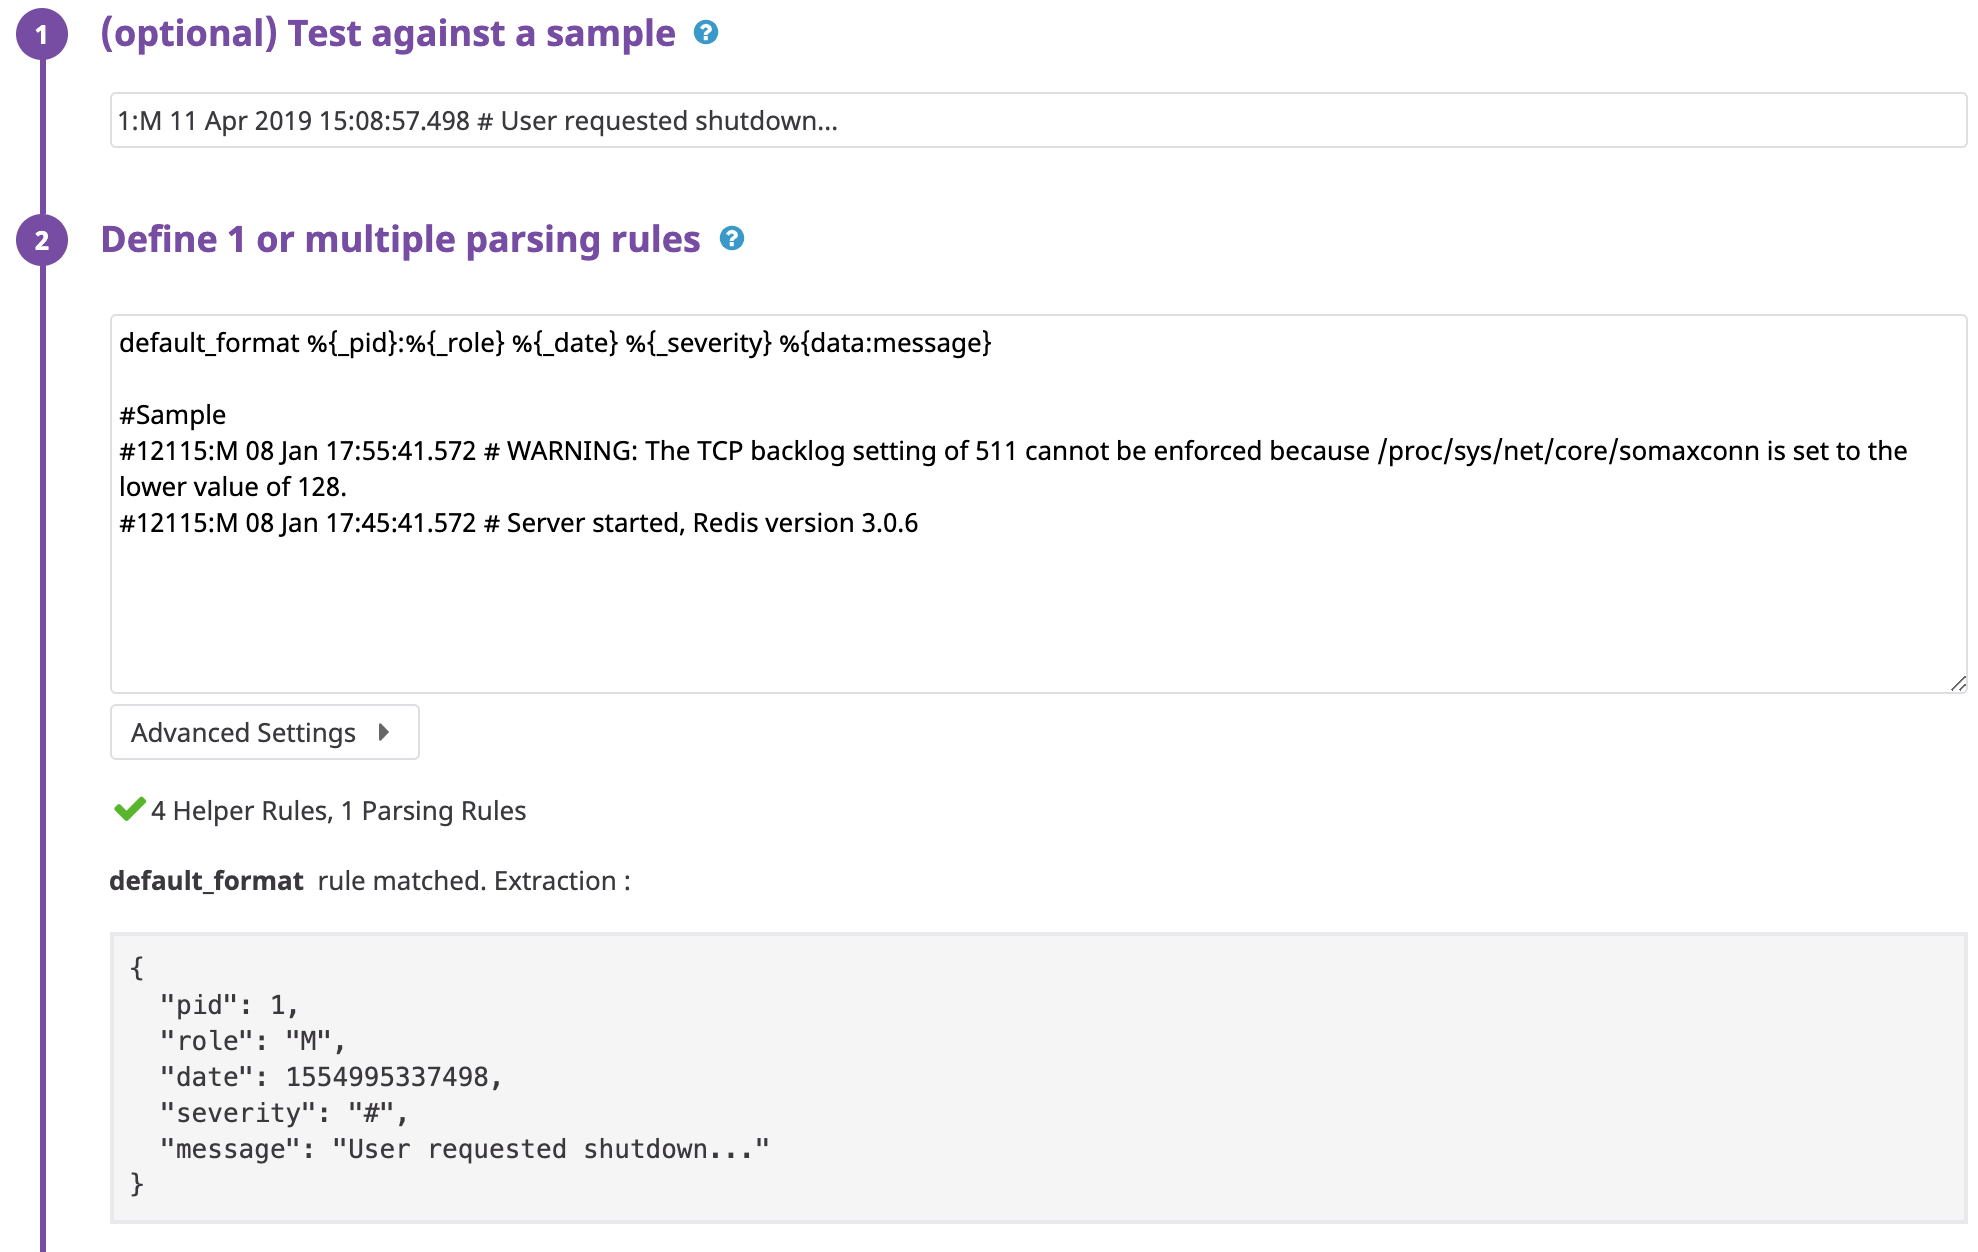 1 (optional) Test against a sample ?
1:M 11 Apr 2019 15:08:57.498 # User requested shutdown...
2 Define 1 or multiple parsing rules ?
default_format %{_pid}:%{_role} %{_date} %{_severity} %{data:message}
#Sample
#12115:M 08 Jan 17:55:41.572 # WARNING: The TCP backlog setting of 511 cannot be enforced because /proc/sys/net/core/somaxconn is set to the
lower value of 128.
#12115:M 08 Jan 17:45:41.572 # Server started, Redis version 3.0.6
Advanced Settings
4 Helper Rules, 1 Parsing Rules
default_format rule matched. Extraction :
{
"pid": 1,
"role": "M",
"date": 1554995337498,
"severity": "#",
"message": "User requested shutdown..."
}